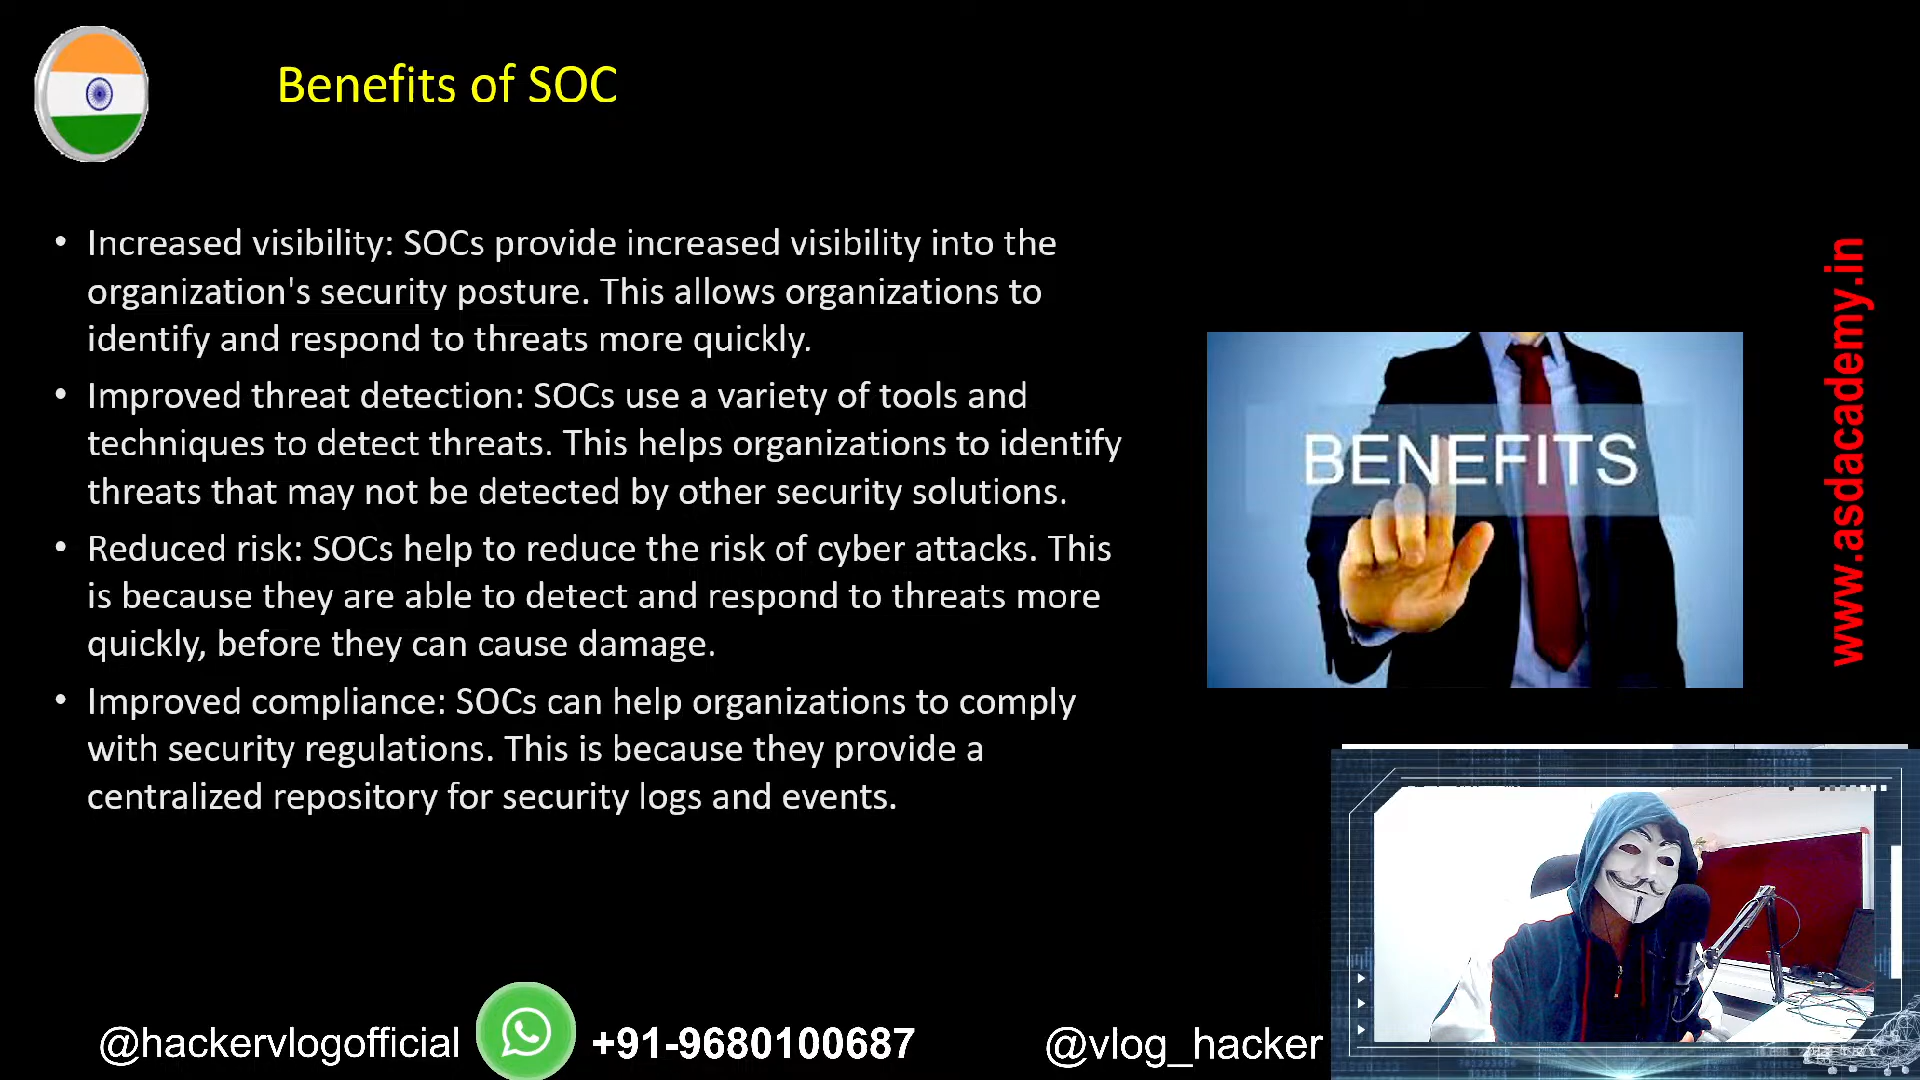 Benefits of SOC
• Increased visibility: SOCs provide increased visibility into the
organization's security posture. This allows organizations to
identify and respond to threats more quickly.
• Improved threat detection: SOCs use a variety of tools and
techniques to detect threats. This helps organizations to identify
threats that may not be detected by other security solutions.
• Reduced risk: SOCs help to reduce the risk of cyber attacks. This
is because they are able to detect and respond to threats more
quickly, before they can cause damage.
• Improved compliance: SOCs can help organizations to comply
with security regulations. This is because they provide a
centralized repository for security logs and events.
BENEFITS
www.asdacademy.in
@hackervlogofficial
+91-9680100687
@vlog_hacker